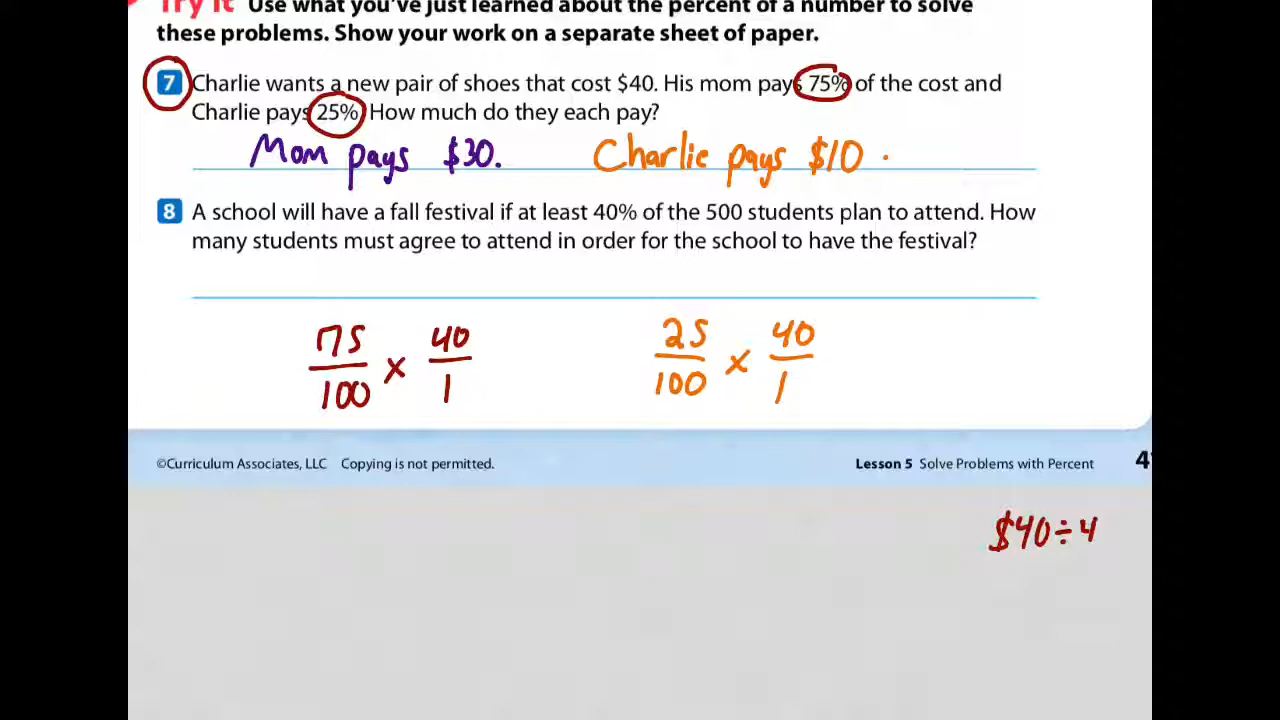 Try It Use what you've just learned about the percent of a number to solve
these problems. Show your work on a separate sheet of paper.
7 Charlie wants a new pair of shoes that cost $40. His mom pays 75% of the cost and
Charlie pays 25%. How much do they each pay?
Mom pays $30. Charlie pays $10.
8 A school will have a fall festival if at least 40% of the 500 students plan to attend. How
many students must agree to attend in order for the school to have the festival?
75/100 × 40/1 25/100 × 40/1
©Curriculum Associates, LLC Copying is not permitted. Lesson 5 Solve Problems with Percent
$40÷4